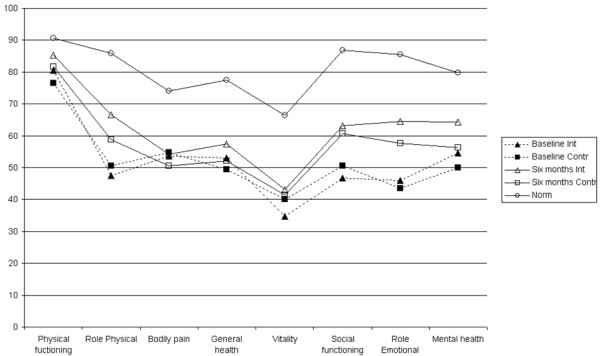 100
90
80
70
60
50
40
30
20
10
0
Physical
fuctioning
Role Physical
Bodily pain
General
health
Vitality
Social
functioning
Role
Emotional
Mental health
Baseline Int
Baseline Contr
Six months Int
Six months Contr
Norm